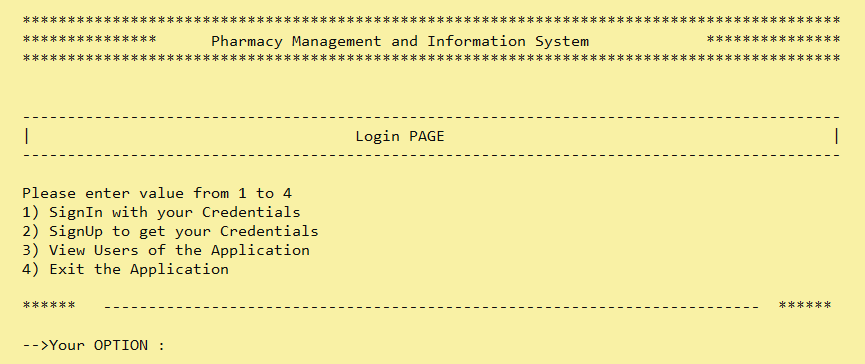 *******************************************************************************************
***************      Pharmacy Management and Information System             ***************
*******************************************************************************************
-------------------------------------------------------------------------------------------
|                                    Login PAGE                                           |
-------------------------------------------------------------------------------------------
Please enter value from 1 to 4
1) SignIn with your Credentials
2) SignUp to get your Credentials
3) View Users of the Application
4) Exit the Application
******   -------------------------------------------------------------------------  ******
-->Your OPTION :